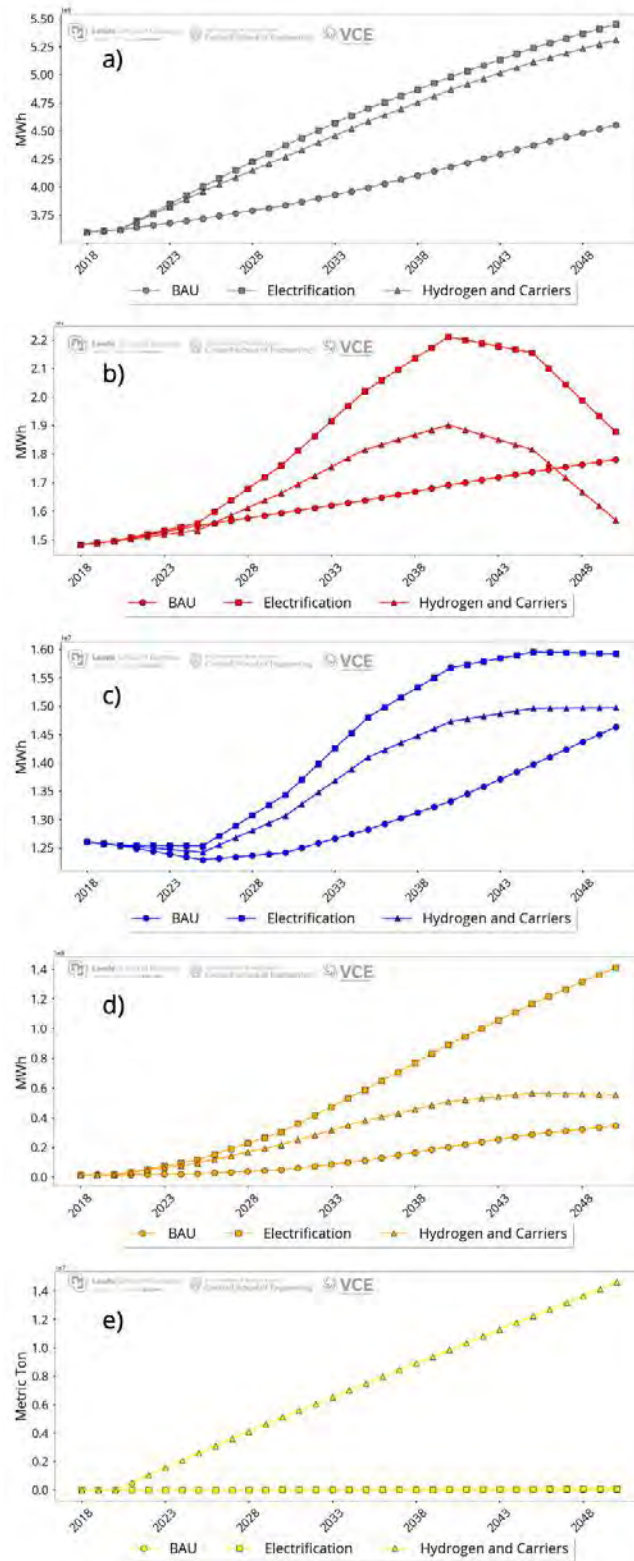 a)
VCE
MWh
5.50
5.25
5.00
4.75
4.50
4.25
4.00
3.75
2018 2023 2028 2033 2038 2043 2048
BAU Electrification Hydrogen and Carriers
b)
VCE
MWh
2.2
2.1
2.0
1.9
1.8
1.7
1.6
1.5
2018 2023 2028 2033 2038 2043 2048
BAU Electrification Hydrogen and Carriers
1e7
c)
VCE
MWh
1.60
1.55
1.50
1.45
1.40
1.35
1.30
1.25
2018 2023 2028 2033 2038 2043 2048
BAU Electrification Hydrogen and Carriers
d)
VCE
MWh
1.4
1.2
1.0
0.8
0.6
0.4
0.2
0.0
2018 2023 2028 2033 2038 2043 2048
BAU Electrification Hydrogen and Carriers
1e7
e)
VCE
Metric Ton
1.4
1.2
1.0
0.8
0.6
0.4
0.2
0.0
2018 2023 2028 2033 2038 2043 2048
BAU Electrification Hydrogen and Carriers